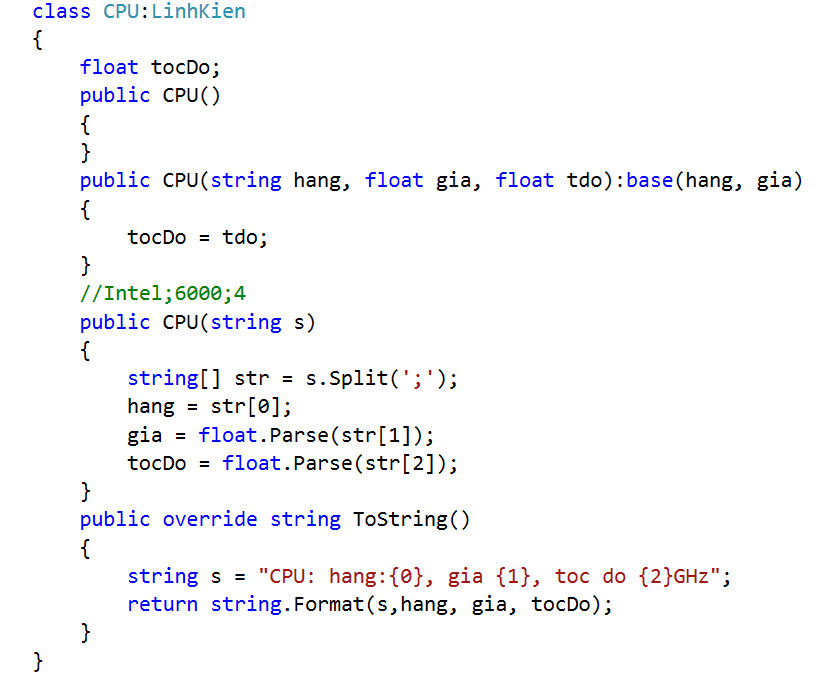 class CPU:LinhKien
{
    float tocDo;
    public CPU()
    {
    }
    public CPU(string hang, float gia, float tdo):base(hang, gia)
    {
        tocDo = tdo;
    }
    //Intel;6000;4
    public CPU(string s)
    {
        string[] str = s.Split(';');
        hang = str[0];
        gia = float.Parse(str[1]);
        tocDo = float.Parse(str[2]);
    }
    public override string ToString()
    {
        string s = "CPU: hang:{0}, gia {1}, toc do {2}GHz";
        return string.Format(s,hang, gia, tocDo);
    }
}